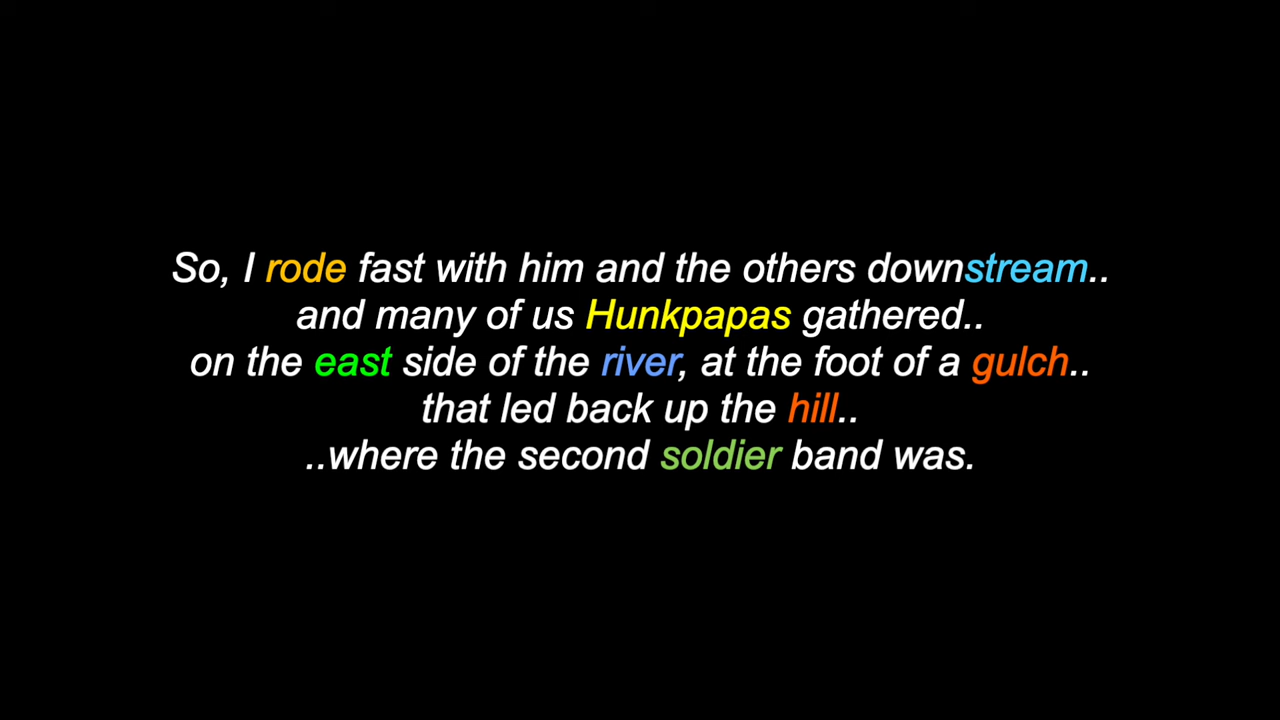 So, I rode fast with him and the others downstream..
and many of us Hunkpapas gathered..
on the east side of the river, at the foot of a gulch..
that led back up the hill..
..where the second soldier band was.